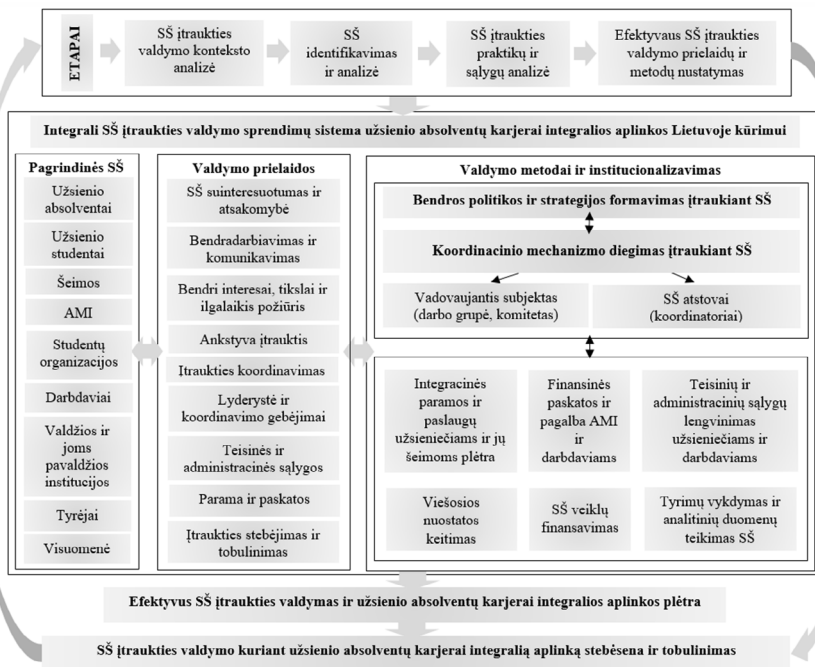 ETAPAI
SŠ įtraukties
valdymo konteksto
analizė
SŠ
identifikavimas
ir analizė
SŠ įtraukties
praktikų ir
sąlygų analizė
Efektyvaus SŠ įtraukties
valdymo prielaidų ir
metodų nustatymas
Integrali SŠ įtraukties valdymo sprendimų sistema užsienio absolventų karjerai integralios aplinkos Lietuvoje kūrimui
Pagrindinės SŠ
Užsienio
absolventai
Užsienio
studentai
Šeimos
AMI
Studentų
organizacijos
Darbdaviai
Valdžios ir
joms
pavaldžios
institucijos
Tyrėjai
Visuomenė
Valdymo prielaidos
SŠ suinteresuotumas ir
atsakomybė
Bendradarbiavimas ir
komunikavimas
Bendri interesai, tikslai ir
ilgalaikis požiūris
Ankstyva įtrauktis
Itraukties koordinavimas
Lyderystė ir
koordinavimo gebėjimai
Teisinės ir
administracinės sąlygos
Parama ir paskatos
Įtraukties stebėjimas ir
tobulinimas
Valdymo metodai ir institucionalizavimas
Bendros politikos ir strategijos formavimas įtraukiant SŠ
Koordinacinio mechanizmo diegimas įtraukiant SŠ
Vadovaujantis subjektas
(darbo grupė, komitetas)
SŠ atstovai
(koordinatoriai)
Integracinės
paramos ir
paslaugų
užsieniečiams ir jų
šeimoms plėtra
Finansinės
paskatos ir
pagalba AMI
ir
darbdaviams
Teisinių ir
administracinių sąlygų
lengvinimas
užsieniečiams ir
darbdaviams
Viešosios
nuostatos
keitimas
SŠ veiklų
finansavimas
Tyrimų vykdymas ir
analitinių duomenų
teikimas SŠ
Efektyvus SŠ įtraukties valdymas ir užsienio absolventų karjerai integralios aplinkos plėtra
SŠ įtraukties valdymo kuriant užsienio absolventų karjerai integralią aplinką stebėsena ir tobulinimas